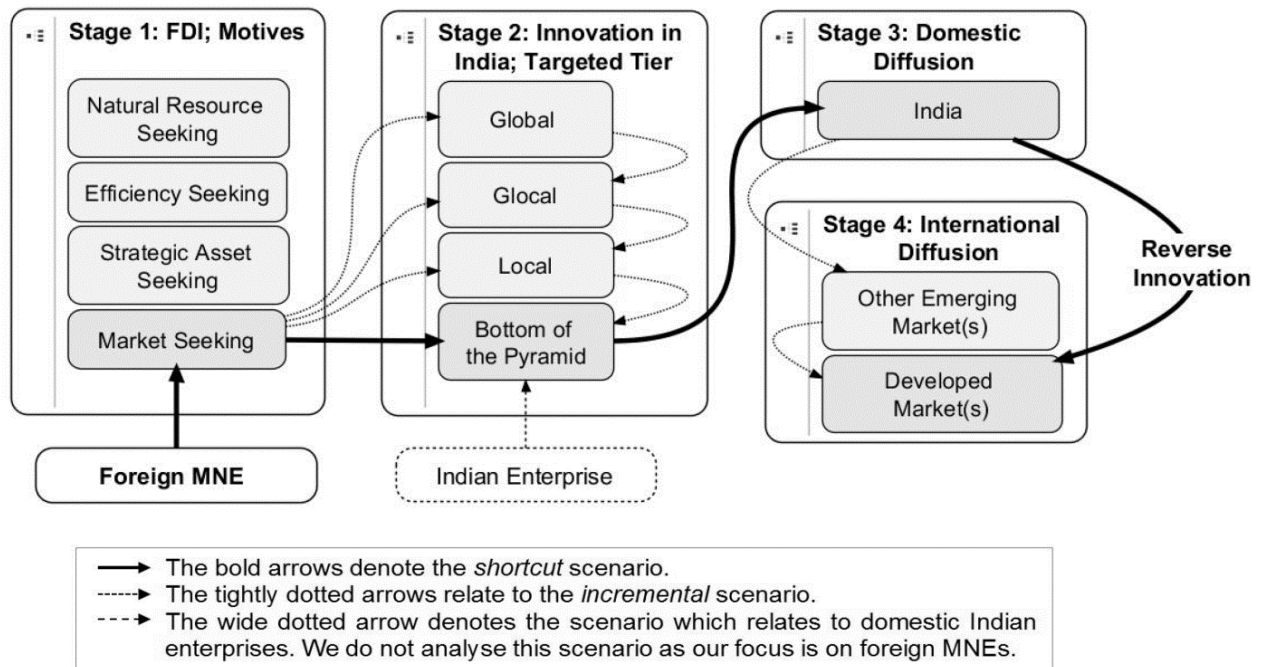 Stage 1: FDI; Motives
Natural Resource
Seeking
Efficiency Seeking
Strategic Asset
Seeking
Market Seeking
Foreign MNE
Stage 2: Innovation in
India; Targeted Tier
Global
Glocal
Local
Bottom of
the Pyramid
Indian Enterprise
Stage 3: Domestic
Diffusion
India
Stage 4: International
Diffusion
Other Emerging
Market(s)
Developed
Market(s)
Reverse
Innovation
The bold arrows denote the shortcut scenario.
The tightly dotted arrows relate to the incremental scenario.
The wide dotted arrow denotes the scenario which relates to domestic Indian
enterprises. We do not analyse this scenario as our focus is on foreign MNEs.